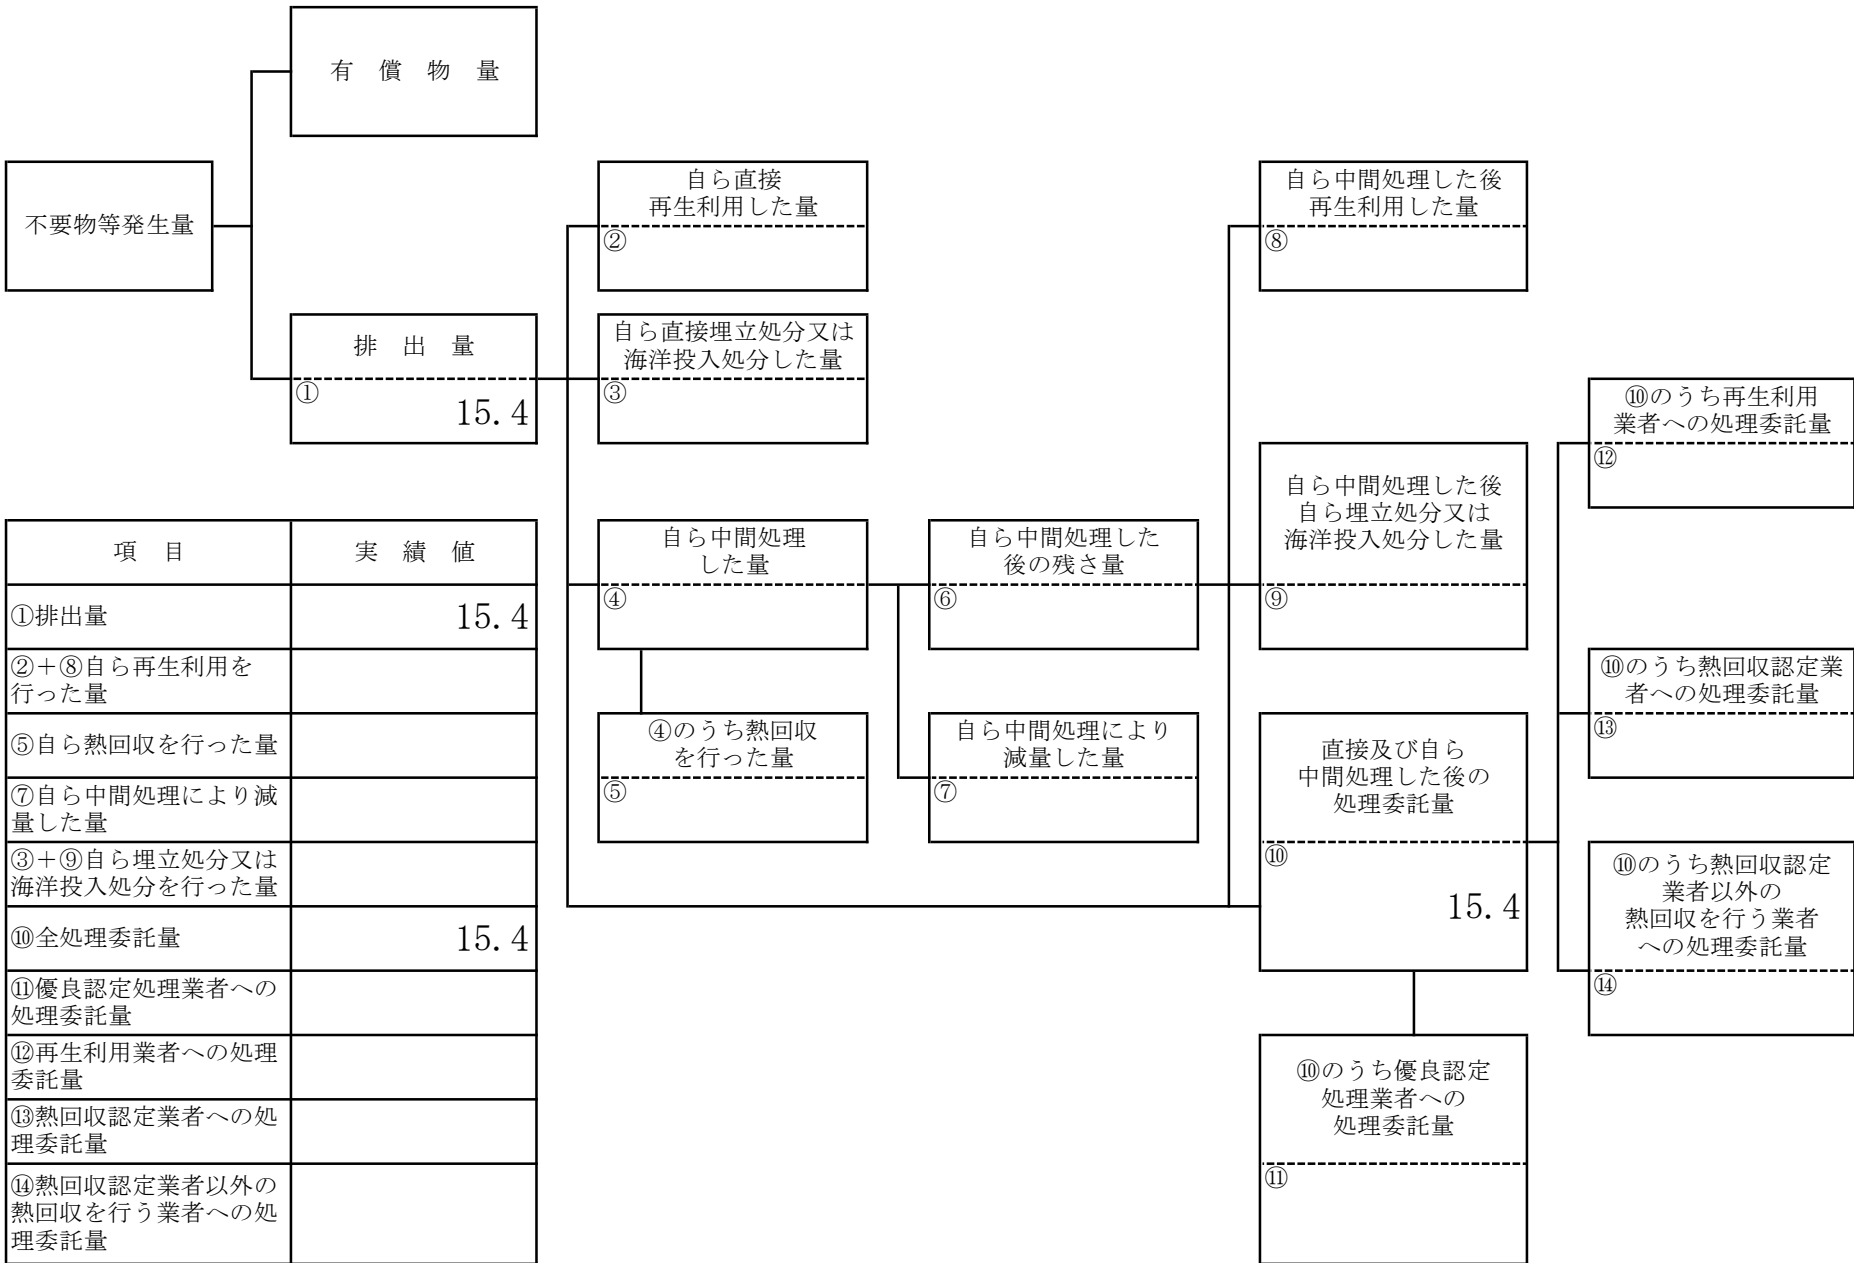 有 償 物 量
不要物等発生量
自ら直接
再生利用した量
②
自ら中間処理した後
再生利用した量
⑧
排 出 量
①
15.4
自ら直接埋立処分又は
海洋投入処分した量
③
⑩のうち再生利用
業者への処理委託量
⑫
自ら中間処理した後
自ら埋立処分又は
海洋投入処分した量
⑨
自ら中間処理
した量
④
自ら中間処理した
後の残さ量
⑥
⑩のうち熱回収認定業
者への処理委託量
⑬
④のうち熱回収
を行った量
⑤
自ら中間処理により
減量した量
⑦
直接及び自ら
中間処理した後の
処理委託量
⑩
15.4
⑩のうち熱回収認定
業者以外の
熱回収を行う業者
への処理委託量
⑭
⑩のうち優良認定
処理業者への
処理委託量
⑪
項 目 実 績 値
①排出量 15.4
②＋⑧自ら再生利用を
行った量
⑤自ら熱回収を行った量
⑦自ら中間処理により減
量した量
③＋⑨自ら埋立処分又は
海洋投入処分を行った量
⑩全処理委託量 15.4
⑪優良認定処理業者への
処理委託量
⑫再生利用業者への処理
委託量
⑬熱回収認定業者への処
理委託量
⑭熱回収認定業者以外の
熱回収を行う業者への処
理委託量